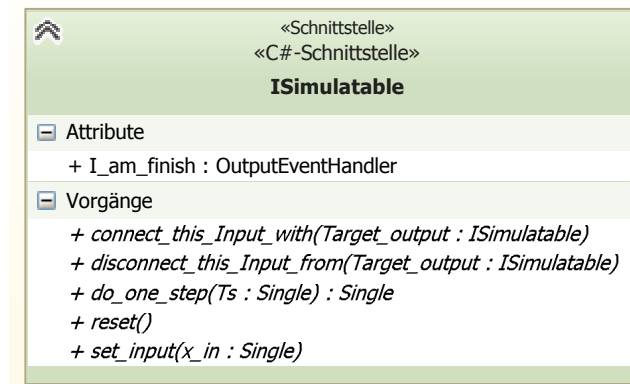 «Schnittstelle»
«C#-Schnittstelle»
ISimulatable
Attribute
+ I_am_finish : OutputEventHandler
Vorgänge
+ connect_this_Input_with(Target_output : ISimulatable)
+ disconnect_this_Input_from(Target_output : ISimulatable)
+ do_one_step(Ts : Single) : Single
+ reset()
+ set_input(x_in : Single)